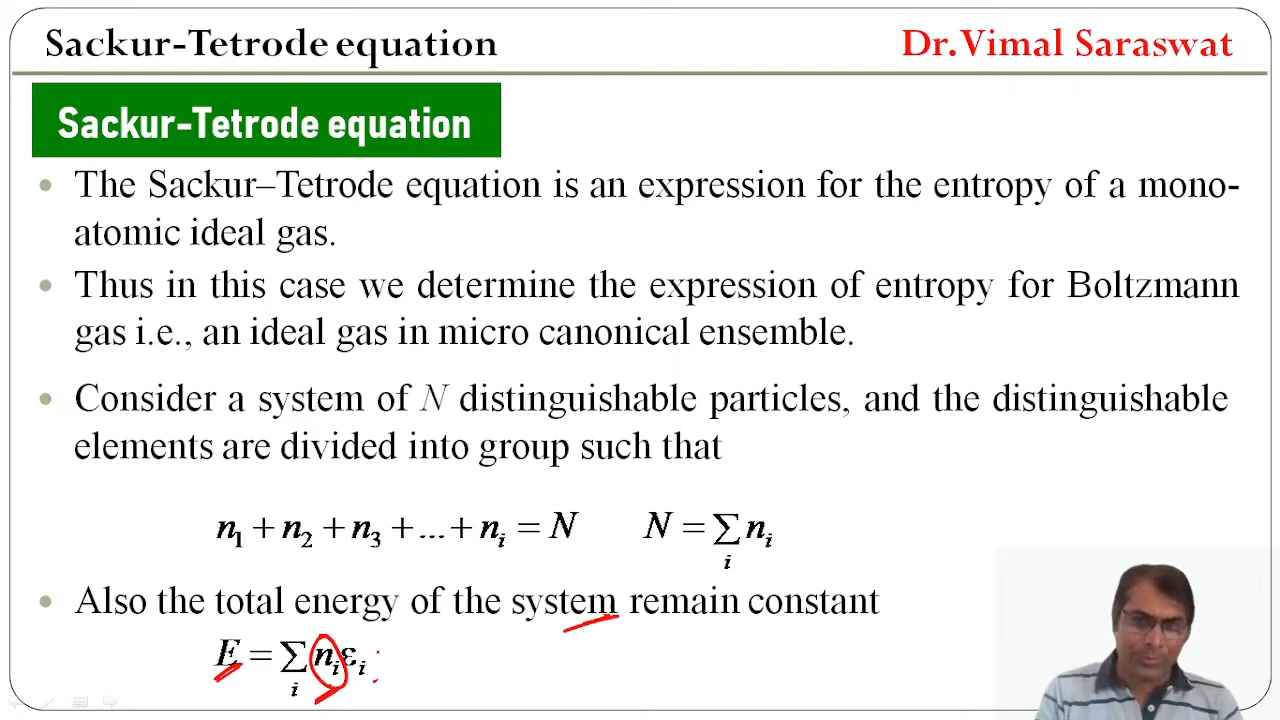 Sackur-Tetrode equation Dr.Vimal Saraswat
Sackur-Tetrode equation
• The Sackur–Tetrode equation is an expression for the entropy of a mono-
atomic ideal gas.
• Thus in this case we determine the expression of entropy for Boltzmann
gas i.e., an ideal gas in micro canonical ensemble.
• Consider a system of N distinguishable particles, and the distinguishable
elements are divided into group such that
n₁ + n₂ + n₃ + ... + nᵢ = N N = ∑ᵢ nᵢ
• Also the total energy of the system remain constant
E = ∑ᵢ nᵢεᵢ